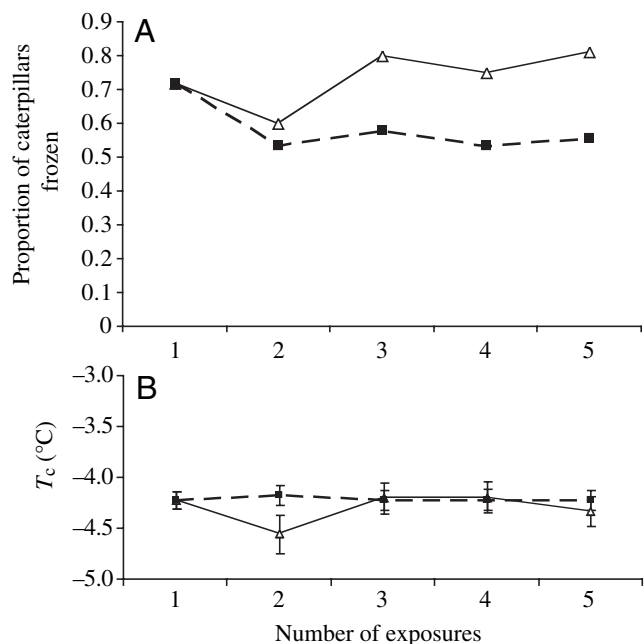 A
Proportion of caterpillars
frozen
0.9
0.8
0.7
0.6
0.5
0.4
0.3
0.2
0.1
0
1 2 3 4 5
B
Tc (°C)
–3.0
–3.5
–4.0
–4.5
–5.0
1 2 3 4 5
Number of exposures